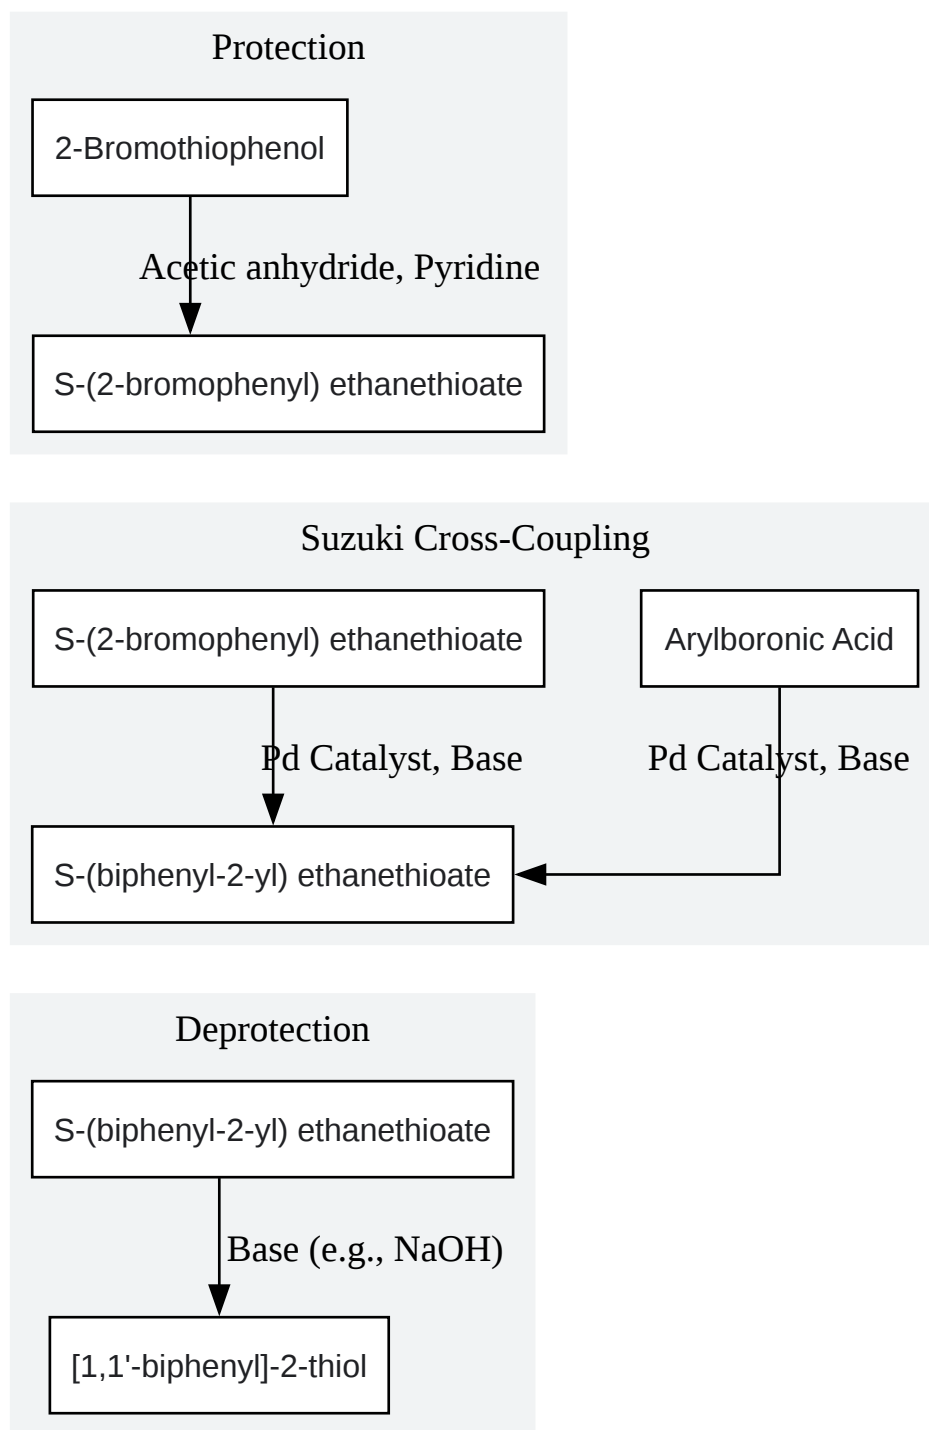 Protection
2-Bromothiophenol
Acetic anhydride, Pyridine
S-(2-bromophenyl) ethanethioate
Suzuki Cross-Coupling
S-(2-bromophenyl) ethanethioate
Arylboronic Acid
Pd Catalyst, Base
Pd Catalyst, Base
S-(biphenyl-2-yl) ethanethioate
Deprotection
S-(biphenyl-2-yl) ethanethioate
Base (e.g., NaOH)
[1,1'-biphenyl]-2-thiol